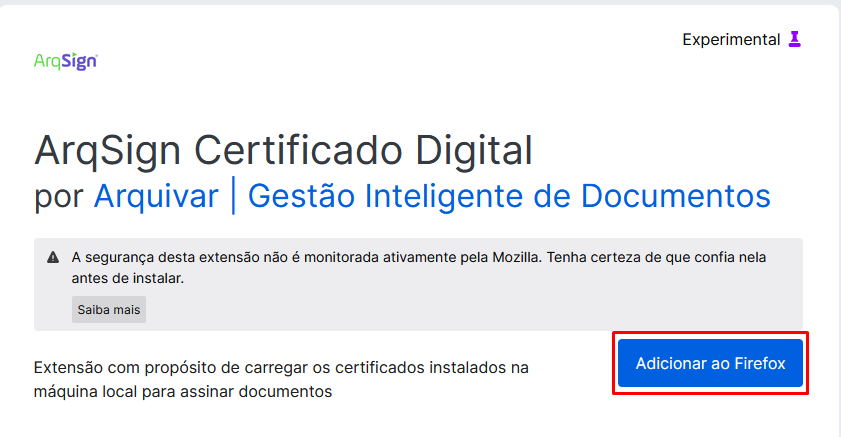 Experimental
ArqSign
ArqSign Certificado Digital
por Arquivar | Gestão Inteligente de Documentos
A segurança desta extensão não é monitorada ativamente pela Mozilla. Tenha certeza de que confia nela
antes de instalar.
Saiba mais
Extensão com propósito de carregar os certificados instalados na
máquina local para assinar documentos
Adicionar ao Firefox